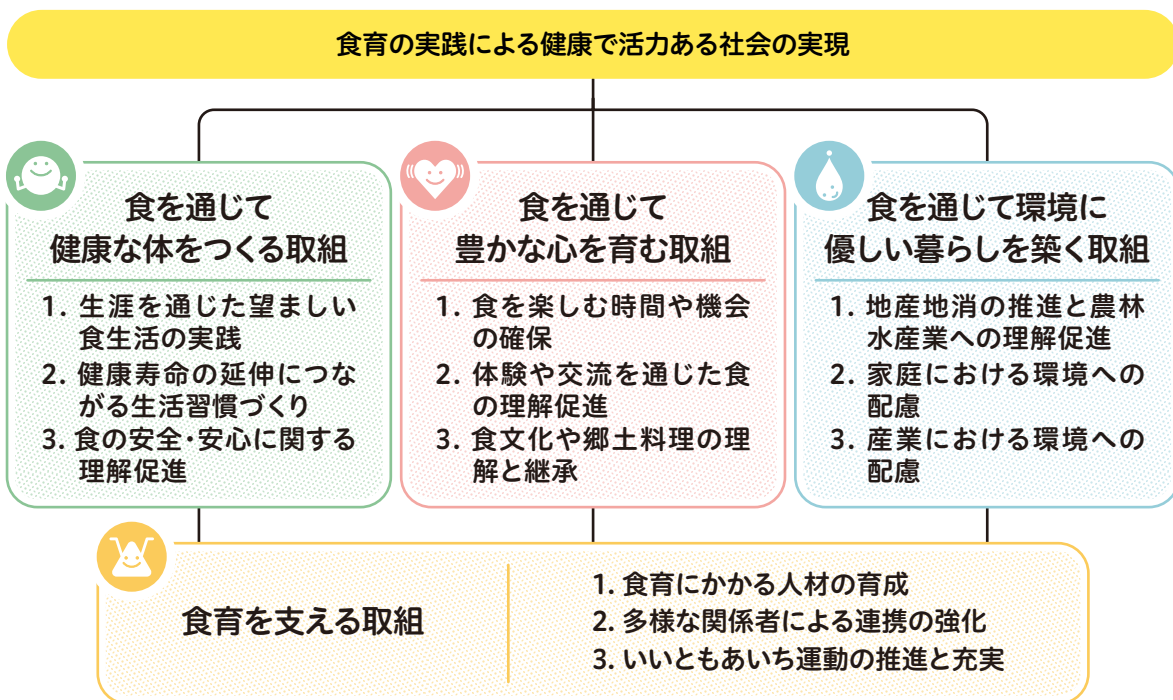 食育の実践による健康で活力ある社会の実現
食を通じて
健康な体をつくる取組
1. 生涯を通じた望ましい
食生活の実践
2. 健康寿命の延伸につな
がる生活習慣づくり
3. 食の安全・安心に関する
理解促進
食を通じて
豊かな心を育む取組
1. 食を楽しむ時間や機会
の確保
2. 体験や交流を通じた食
の理解促進
3. 食文化や郷土料理の理
解と継承
食を通じて環境に
優しい暮らしを築く取組
1. 地産地消の推進と農林
水産業への理解促進
2. 家庭における環境への
配慮
3. 産業における環境への
配慮
食育を支える取組
1. 食育にかかる人材の育成
2. 多様な関係者による連携の強化
3. いいともあいち運動の推進と充実